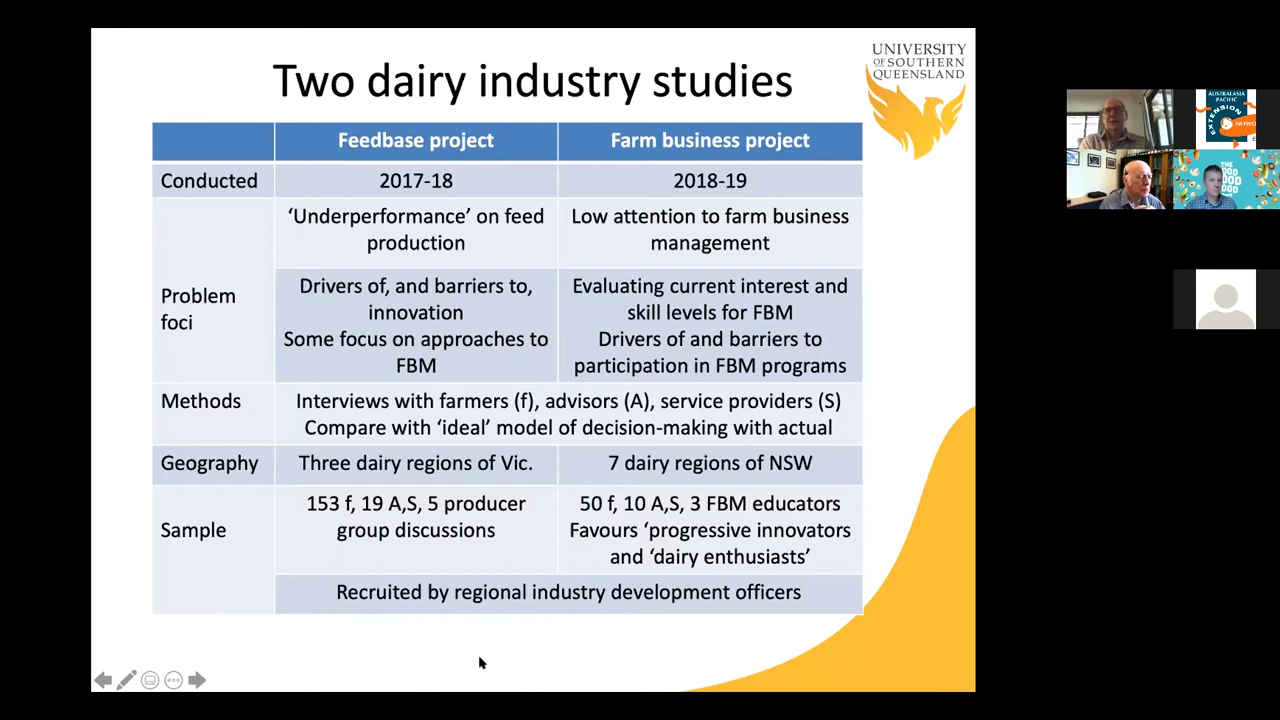 Two dairy industry studies
UNIVERSITY
OF SOUTHERN
QUEENSLAND
Feedbase project
Farm business project
Conducted
2017-18
2018-19
Problem
foci
‘Underperformance’ on feed
production
Low attention to farm business
management
Drivers of, and barriers to,
innovation
Some focus on approaches to
FBM
Evaluating current interest and
skill levels for FBM
Drivers of and barriers to
participation in FBM programs
Methods
Interviews with farmers (f), advisors (A), service providers (S)
Compare with ‘ideal’ model of decision-making with actual
Geography
Three dairy regions of Vic.
7 dairy regions of NSW
Sample
153 f, 19 A,S, 5 producer
group discussions
50 f, 10 A,S, 3 FBM educators
Favours ‘progressive innovators
and ‘dairy enthusiasts’
Recruited by regional industry development officers
AUSTRALASIA
PACIFIC
EXTENSION
THE